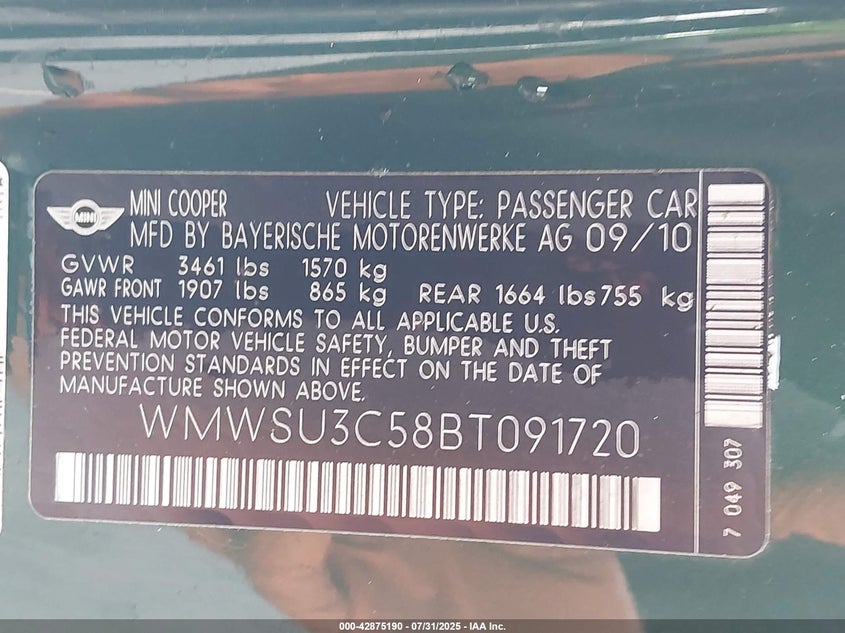 MINI
MINI COOPER VEHICLE TYPE: PASSENGER CAR
MFD BY BAYERISCHE MOTORENWERKE AG 09/10
GVWR 3461 lbs 1570 kg
GAWR FRONT 1907 lbs 865 kg REAR 1664 lbs 755 kg
THIS VEHICLE CONFORMS TO ALL APPLICABLE U.S.
FEDERAL MOTOR VEHICLE SAFETY, BUMPER AND THEFT
PREVENTION STANDARDS IN EFFECT ON THE DATE OF
MANUFACTURE SHOWN ABOVE.
WMWSU3C58BT091720
7 049 307
000-42875190 - 07/31/2025 - IAA Inc.